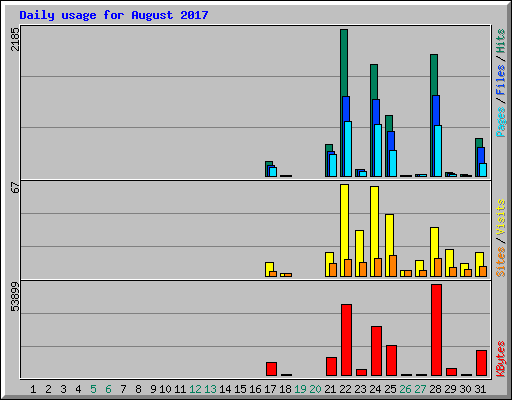 Daily usage for August 2017
2185
Pages / Files / Hits
67
Sites / Visits
53899
KBytes
1 2 3 4 5 6 7 8 9 10 11 12 13 14 15 16 17 18 19 20 21 22 23 24 25 26 27 28 29 30 31